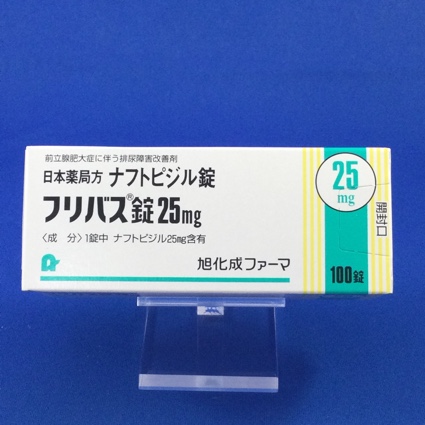 前立腺肥大症に伴う排尿障害改善剤
日本薬局方 ナフトピジル錠
フリバス®錠25mg
〈成 分〉1錠中 ナフトピジル25mg含有
旭化成ファーマ
25
mg
開封口
100錠